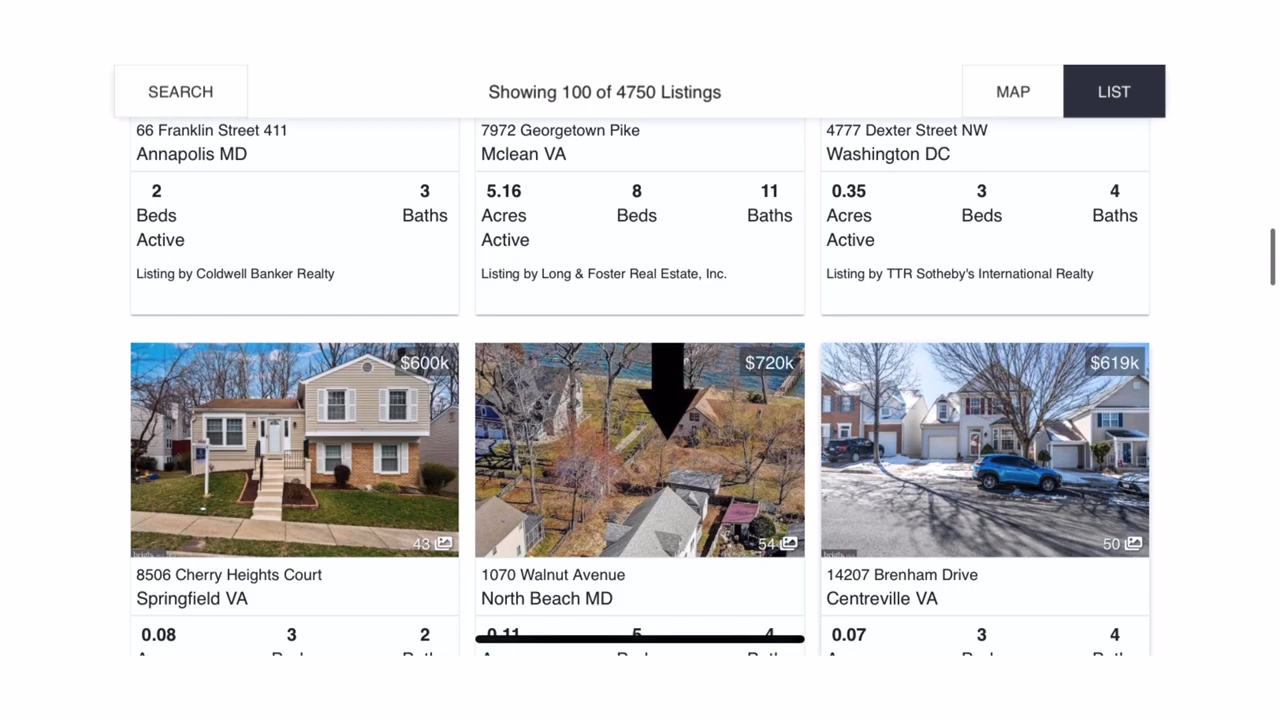 SEARCH
Showing 100 of 4750 Listings
MAP
LIST
66 Franklin Street 411
Annapolis MD
2
3
Beds
Baths
Active
Listing by Coldwell Banker Realty
7972 Georgetown Pike
Mclean VA
5.16
8
11
Acres
Beds
Baths
Active
Listing by Long & Foster Real Estate, Inc.
4777 Dexter Street NW
Washington DC
0.35
3
4
Acres
Beds
Baths
Active
Listing by TTR Sotheby's International Realty
$600k
43
8506 Cherry Heights Court
Springfield VA
0.08
3
2
$720k
54
1070 Walnut Avenue
North Beach MD
0.11
5
4
$619k
50
14207 Brenham Drive
Centreville VA
0.07
3
4